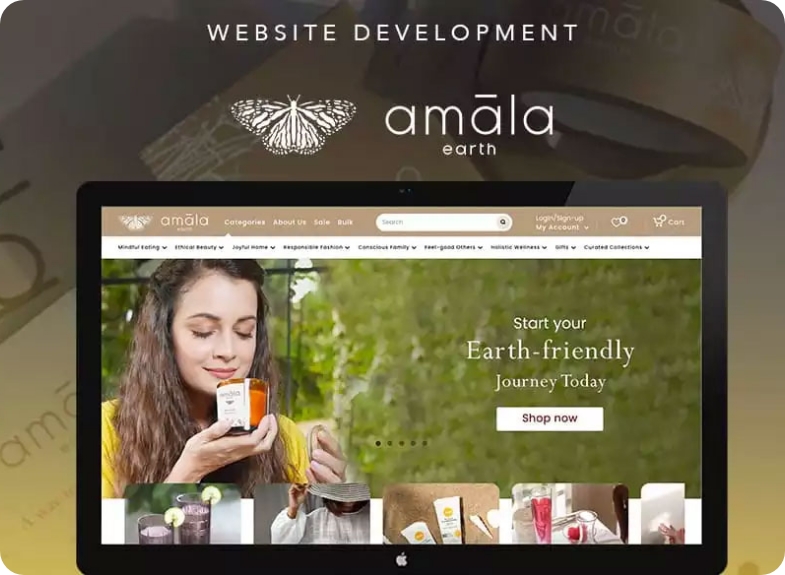 WEBSITE DEVELOPMENT
amāla
earth
amāla
earth
Categories About Us Sale Bulk
Search
Login/Sign-up
My Account
Cart
Mindful Eating Ethical Beauty Joyful Home Responsible Fashion Conscious Family Feel-good Others Holistic Wellness Gifts Curated Collections
Start your
Earth-friendly
Journey Today
Shop now
amāla